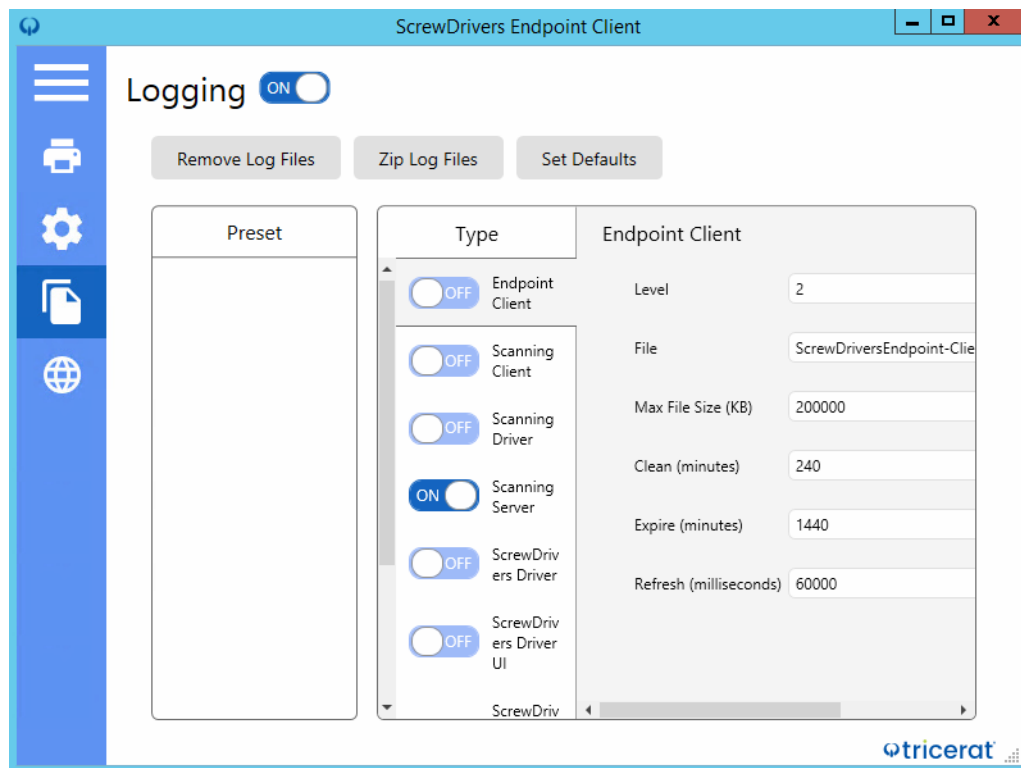 ScrewDrivers Endpoint Client
Logging ON
Remove Log Files
Zip Log Files
Set Defaults
Preset
Type
OFF Endpoint
Client
OFF Scanning
Client
OFF Scanning
Driver
ON Scanning
Server
OFF ScrewDriv
ers Driver
OFF ScrewDriv
ers Driver
UI
ScrewDriv
Endpoint Client
Level 2
File ScrewDriversEndpoint-Clie
Max File Size (KB) 200000
Clean (minutes) 240
Expire (minutes) 1440
Refresh (milliseconds) 60000
tricerat